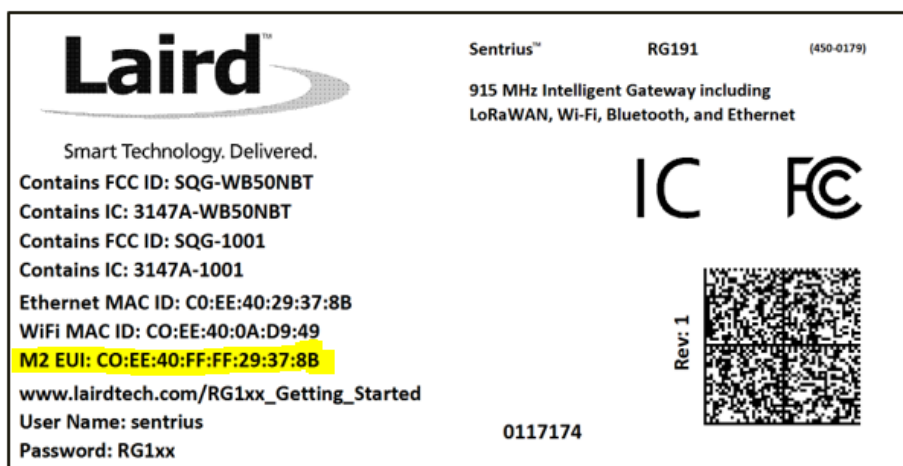 Laird™
Smart Technology. Delivered.
Contains FCC ID: SQG-WB50NBT
Contains IC: 3147A-WB50NBT
Contains FCC ID: SQG-1001
Contains IC: 3147A-1001
Ethernet MAC ID: C0:EE:40:29:37:8B
WiFi MAC ID: CO:EE:40:0A:D9:49
M2 EUI: CO:EE:40:FF:FF:29:37:8B
www.lairdtech.com/RG1xx_Getting_Started
User Name: sentrius
Password: RG1xx
Sentrius™ RG191 (450-0179)
915 MHz Intelligent Gateway including
LoRaWAN, Wi-Fi, Bluetooth, and Ethernet
IC FC
Rev: 1
0117174